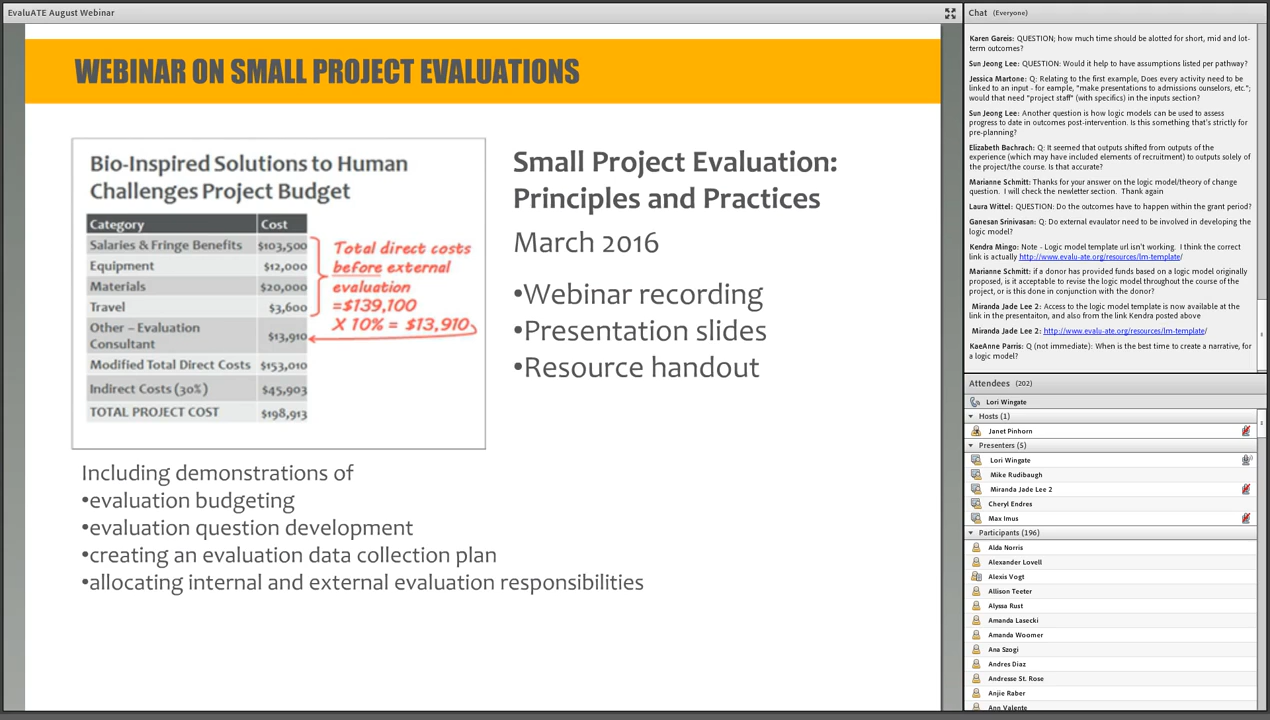 EvaluATE August Webinar
WEBINAR ON SMALL PROJECT EVALUATIONS
Bio-Inspired Solutions to Human
Challenges Project Budget
Category Cost
Salaries & Fringe Benefits $103,500
Equipment $12,000
Materials $20,000
Travel $3,600
Other – Evaluation
Consultant $13,910
Modified Total Direct Costs $153,010
Indirect Costs (30%) $45,903
TOTAL PROJECT COST $198,913
Total direct costs
before external
evaluation
=$139,100
X 10% = $13,910
Small Project Evaluation:
Principles and Practices
March 2016
•Webinar recording
•Presentation slides
•Resource handout
Including demonstrations of
•evaluation budgeting
•evaluation question development
•creating an evaluation data collection plan
•allocating internal and external evaluation responsibilities
Chat (Everyone)
Karen Gareis: QUESTION; how much time should be alotted for short, mid and lot-
term outcomes?
Sun Jeong Lee: QUESTION: Would it help to have assumptions listed per pathway?
Jessica Martone: Q: Relating to the first example, Does every activity need to be
linked to an input - for eample, "make presentations to admissions ounselors, etc.";
would that need "project staff" (with specifics) in the inputs section?
Sun Jeong Lee: Another question is how logic models can be used to assess
progress to date in outcomes post-intervention. Is this something that's strictly for
pre-planning?
Elizabeth Bachrach: Q: It seemed that outputs shifted from outputs of the
experience (which may have included elements of recruitment) to outputs solely of
the project/the course. Is that accurate?
Marianne Schmitt: Thanks for your answer on the logic model/theory of change
question. I will check the newsletter section. Thank again
Laura Wittel: QUESTION: Do the outcomes have to happen within the grant period?
Ganesan Srinivasan: Q: Do external evaulator need to be involved in developing the
logic model?
Kendra Mingo: Note - Logic model template url isn't working. I think the correct
link is actually http://www.evalu-ate.org/resources/lm-template/
Marianne Schmitt: if a donor has provided funds based on a logic model originally
proposed, is it acceptable to revise the logic model throughout the course of the
project, or is this done in conjunction with the donor?
Miranda Jade Lee 2: Access to the logic model template is now available at the
link in the presentaiton, and also from the link Kendra posted above
Miranda Jade Lee 2: http://www.evalu-ate.org/resources/lm-template/
KaeAnne Parris: Q (not immediate): When is the best time to create a narrative, for
a logic model?
Attendees (202)
Lori Wingate
Hosts (1)
Janet Pinhorn
Presenters (5)
Lori Wingate
Mike Rudibaugh
Miranda Jade Lee 2
Cheryl Endres
Max Imus
Participants (196)
Alda Norris
Alexander Lovell
Alexis Vogt
Allison Teeter
Alyssa Rust
Amanda Lasecki
Amanda Woomer
Ana Szogi
Andres Diaz
Andresse St. Rose
Anjie Raber
Ann Valente